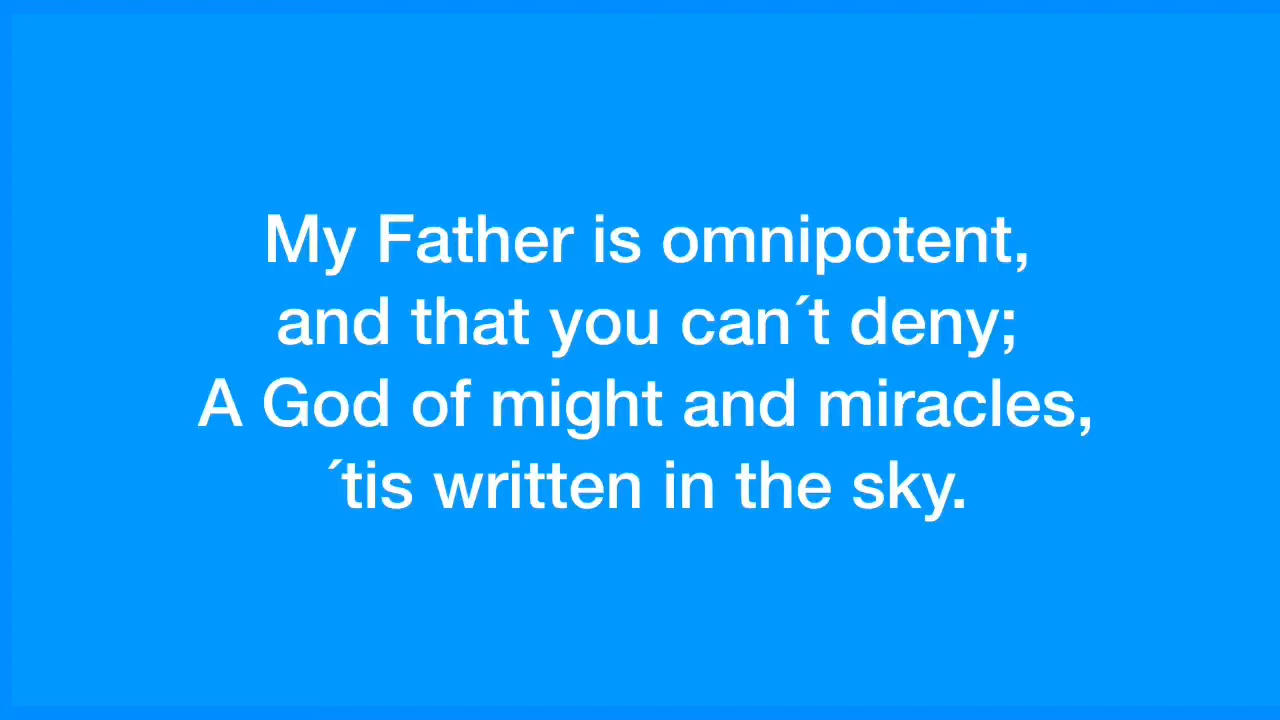 My Father is omnipotent,
and that you can´t deny;
A God of might and miracles,
´tis written in the sky.